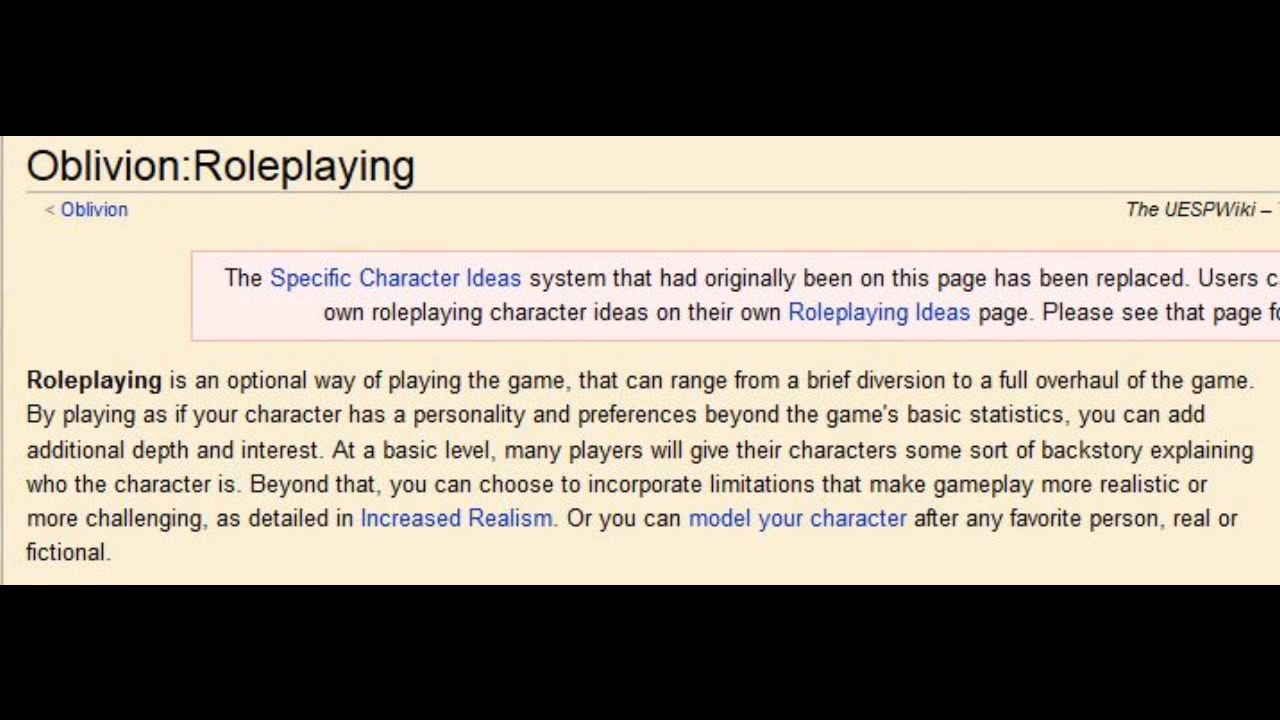 Oblivion:Roleplaying
< Oblivion
The UESPWiki –
The Specific Character Ideas system that had originally been on this page has been replaced. Users
own roleplaying character ideas on their own Roleplaying Ideas page. Please see that page
Roleplaying is an optional way of playing the game, that can range from a brief diversion to a full overhaul of the game.
By playing as if your character has a personality and preferences beyond the game's basic statistics, you can add
additional depth and interest. At a basic level, many players will give their characters some sort of backstory explaining
who the character is. Beyond that, you can choose to incorporate limitations that make gameplay more realistic or
more challenging, as detailed in Increased Realism. Or you can model your character after any favorite person, real or
fictional.